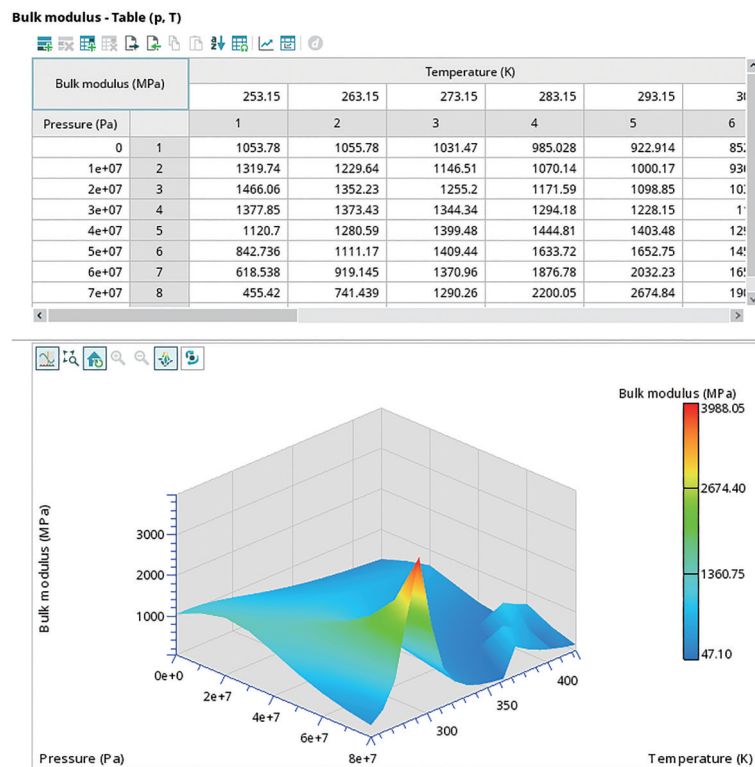 Bulk modulus - Table (p, T)
Bulk modulus (MPa) Temperature (K)
253.15 263.15 273.15 283.15 293.15
Pressure (Pa) 1 2 3 4 5 6
0 1 1053.78 1055.78 1031.47 985.028 922.914
1e+07 2 1319.74 1229.64 1146.51 1070.14 1000.17
2e+07 3 1466.06 1352.23 1255.2 1171.59 1098.85
3e+07 4 1377.85 1373.43 1344.34 1294.18 1228.15
4e+07 5 1120.7 1280.59 1399.48 1444.81 1403.48
5e+07 6 842.736 1111.17 1409.44 1633.72 1652.75
6e+07 7 618.538 919.145 1370.96 1876.78 2032.23
7e+07 8 455.42 741.439 1290.26 2200.05 2674.84
Bulk modulus (MPa)
3988.05
2674.40
1360.75
47.10
Bulk modulus (MPa)
3000
2000
1000
0e+0
2e+7
4e+7
6e+7
8e+7
300
350
400
Pressure (Pa) Temperature (K)